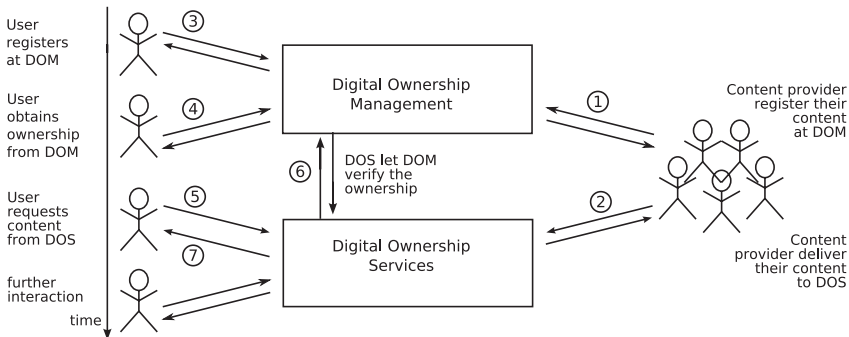 User
registers
at DOM
3
User
obtains
ownership
from DOM
4
User
requests
content
from DOS
5
7
further
interaction
time
Digital Ownership
Management
6
DOS let DOM
verify the
ownership
Digital Ownership
Services
1
Content provider
register their
content
at DOM
2
Content
provider deliver
their content
to DOS